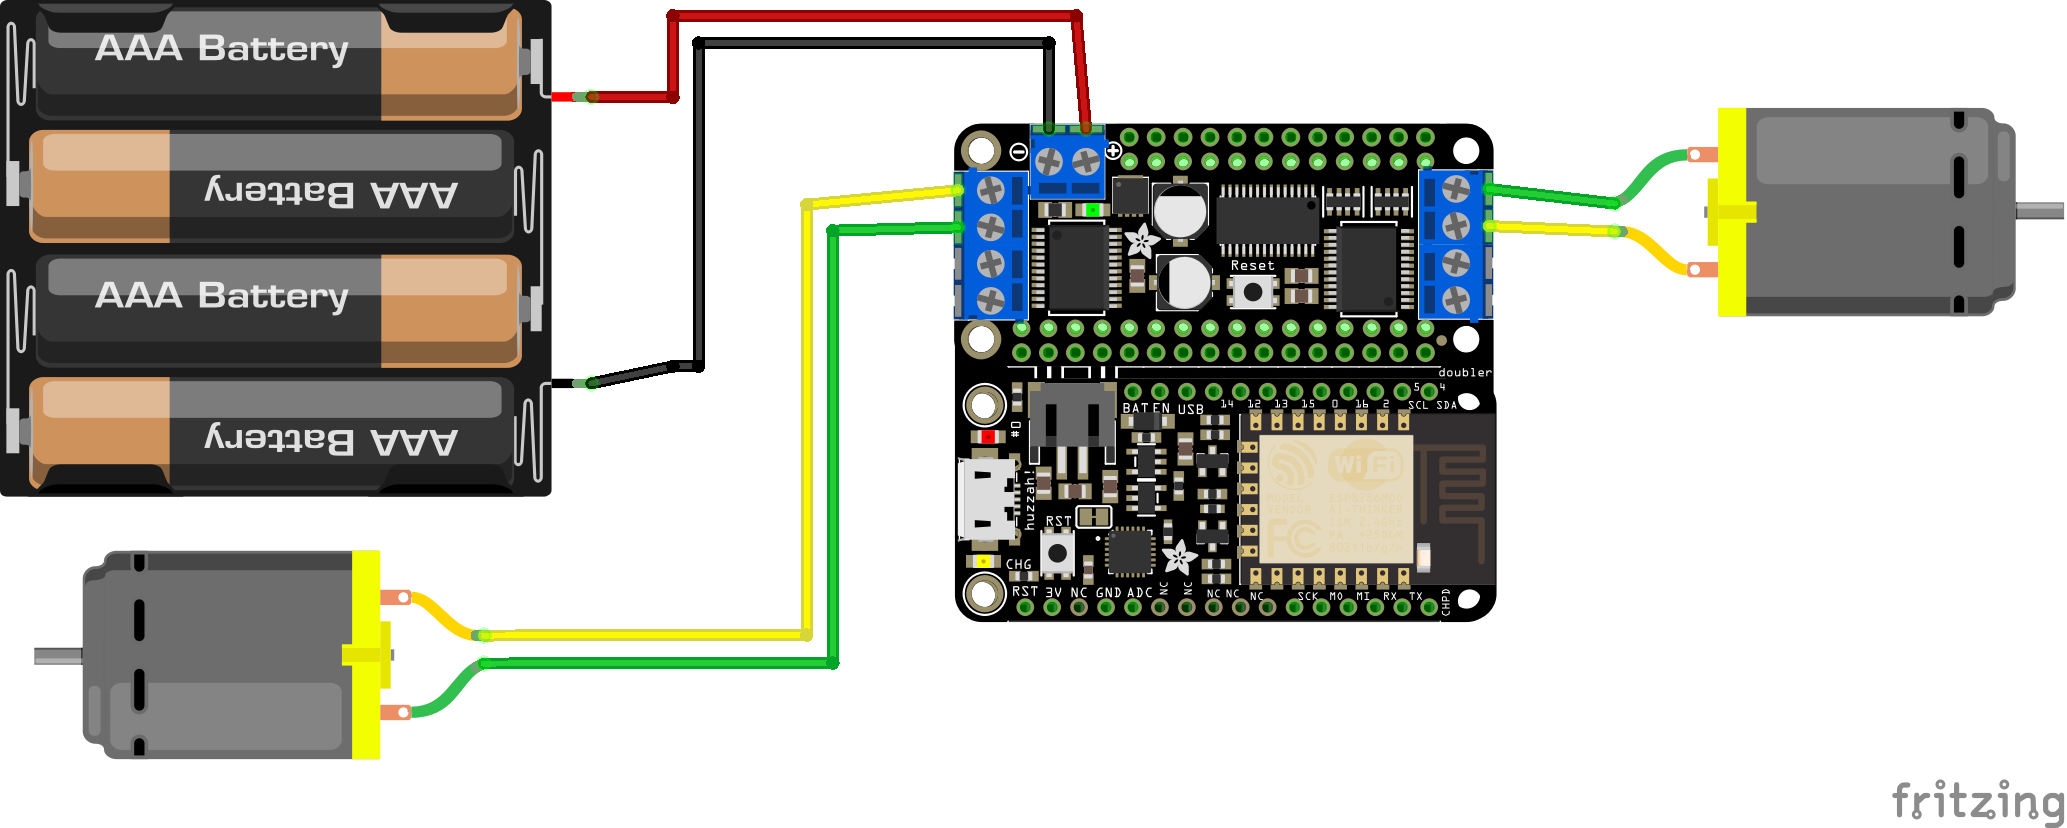 AAA Battery
AAA Battery
AAA Battery
AAA Battery
Reset
doubler
5 4
BAT EN USB 14 12 13 15 0 16 2 SCL SDA
#0
WiFi
FC
huzzah!
RST
CHG
RST 3V NC GND ADC NC NC NC NC NC SCK MO MI RX TX CHPD
fritzing